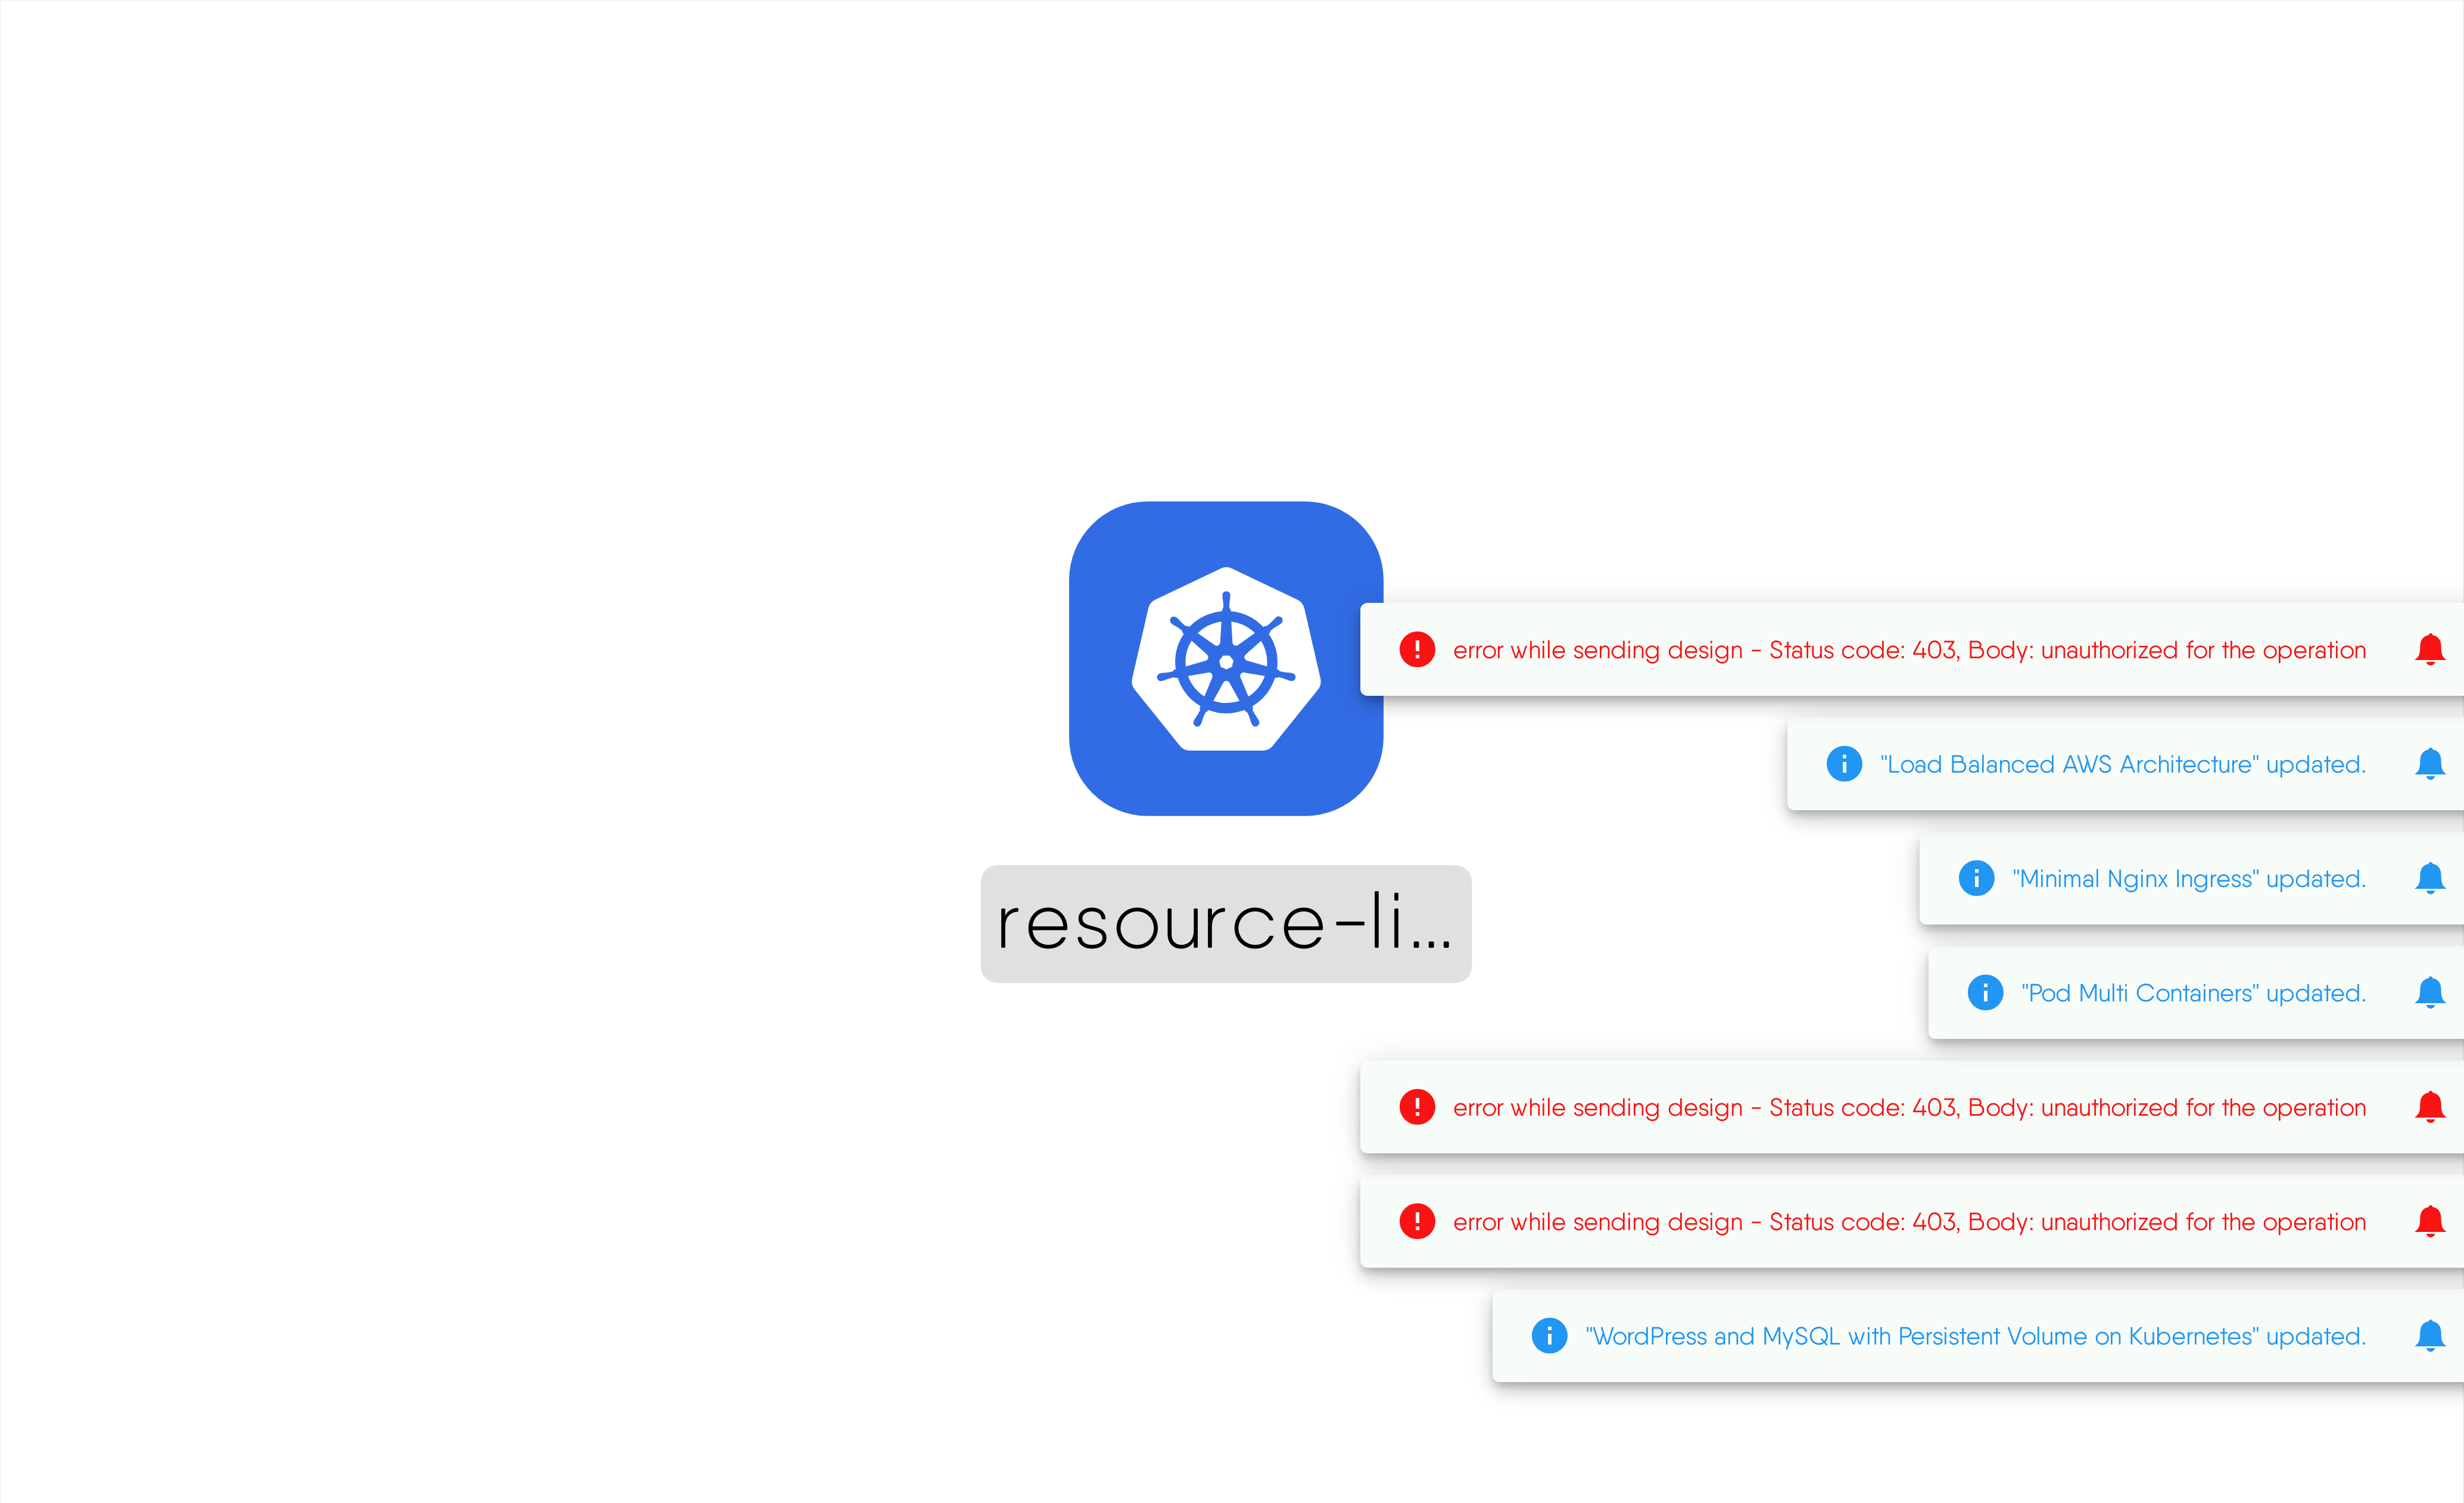 error while sending design - Status code: 403, Body: unauthorized for the operation
"Load Balanced AWS Architecture" updated.
resource-li...
"Minimal Nginx Ingress" updated.
"Pod Multi Containers" updated.
error while sending design - Status code: 403, Body: unauthorized for the operation
error while sending design - Status code: 403, Body: unauthorized for the operation
"WordPress and MySQL with Persistent Volume on Kubernetes" updated.